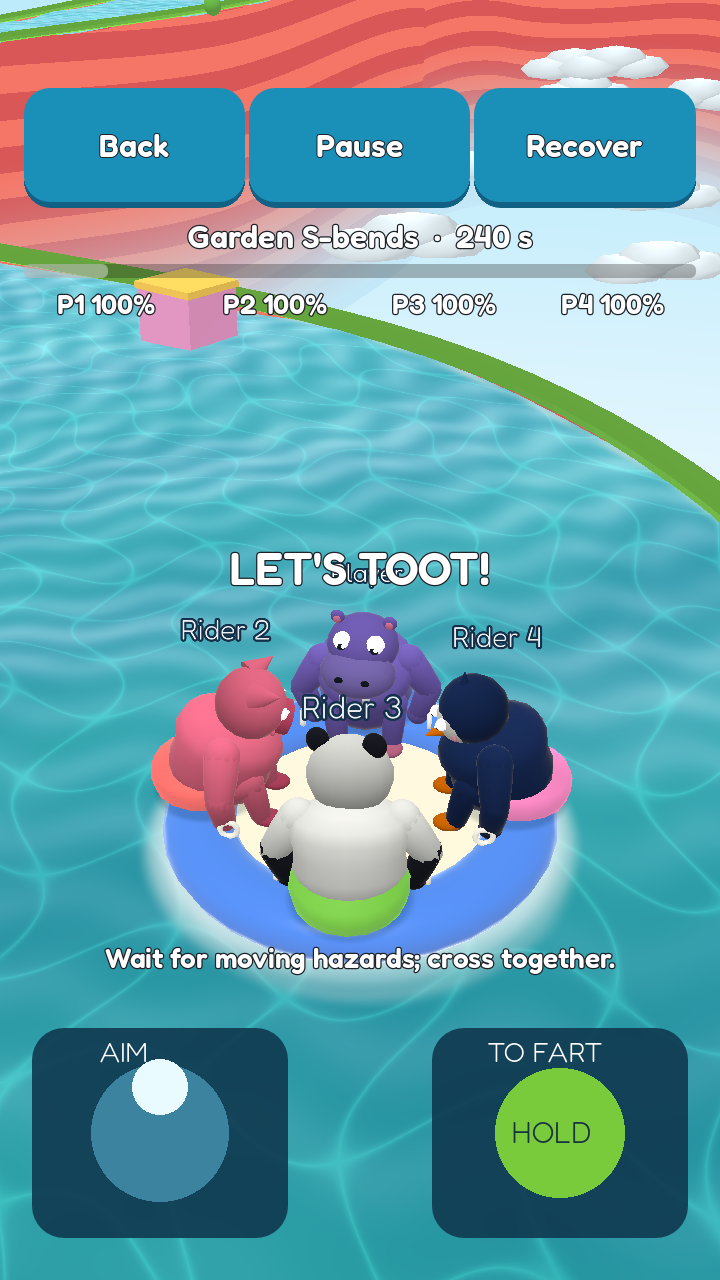 Back Pause Recover
Garden S-bends · 240 s
P1 100% P2 100% P3 100% P4 100%
LET'S TOOT!
Player
Rider 2
Rider 4
Rider 3
Wait for moving hazards; cross together.
AIM
TO FART
HOLD